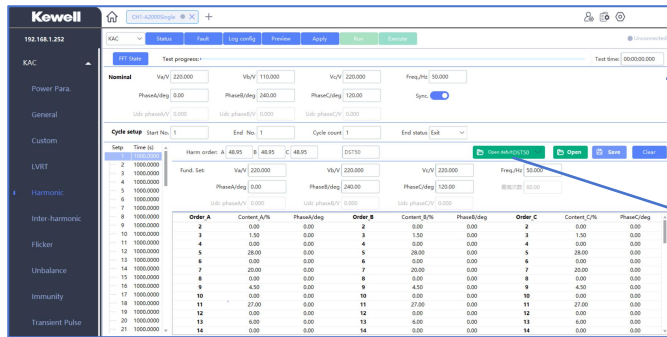 Kewell
CH1-A2000Single
192.168.1.252
KAC
Power Para.
General
Custom
LVRT
Harmonic
Inter-harmonic
Flicker
Unbalance
Immunity
Transient Pulse
KAC Status Fault Log config Preview Apply Run Execute Unconnected
FFT State Test progress: Test time: 00:00:00.000
Nominal Va/V 220.000 Vb/V 110.000 Vc/V 220.000 Freq./Hz 50.000
PhaseA/deg 0.00 PhaseB/deg 240.00 PhaseC/deg 120.00 Sync.
Udc phaseA/V 0.000 Udc phaseB/V 0.000 Udc phaseC/V 0.000
Cycle setup Start No. 1 End No. 1 Cycle count 1 End status Exit
Setp Time (s)
1 1000.0000
2 1000.0000
3 1000.0000
4 1000.0000
5 1000.0000
6 1000.0000
7 1000.0000
8 1000.0000
9 1000.0000
10 1000.0000
11 1000.0000
12 1000.0000
13 1000.0000
14 1000.0000
15 1000.0000
16 1000.0000
17 1000.0000
18 1000.0000
19 1000.0000
20 1000.0000
21 1000.0000
Harm order: A 48.95 B 48.95 C 48.95 DST50 Open Save Clear
Fund. Set: Va/V 220.000 Vb/V 220.000 Vc/V 220.000 Freq./Hz 50.000
PhaseA/deg 0.00 PhaseB/deg 240.00 PhaseC/deg 120.00
Udc phaseA/V 0.000 Udc phaseB/V 0.000 Udc phaseC/V 0.000
Order_A Content_A/% PhaseA/deg Order_B Content_B/% PhaseB/deg Order_C Content_C/% PhaseC/deg
2 0.00 0.00 2 0.00 0.00 2 0.00 0.00
3 1.50 0.00 3 1.50 0.00 3 1.50 0.00
4 0.00 0.00 4 0.00 0.00 4 0.00 0.00
5 28.00 0.00 5 28.00 0.00 5 28.00 0.00
6 0.00 0.00 6 0.00 0.00 6 0.00 0.00
7 20.00 0.00 7 20.00 0.00 7 20.00 0.00
8 0.00 0.00 8 0.00 0.00 8 0.00 0.00
9 4.50 0.00 9 4.50 0.00 9 4.50 0.00
10 0.00 0.00 10 0.00 0.00 10 0.00 0.00
11 27.00 0.00 11 27.00 0.00 11 27.00 0.00
12 0.00 0.00 12 0.00 0.00 12 0.00 0.00
13 6.00 0.00 13 6.00 0.00 13 6.00 0.00
14 0.00 0.00 14 0.00 0.00 14 0.00 0.00